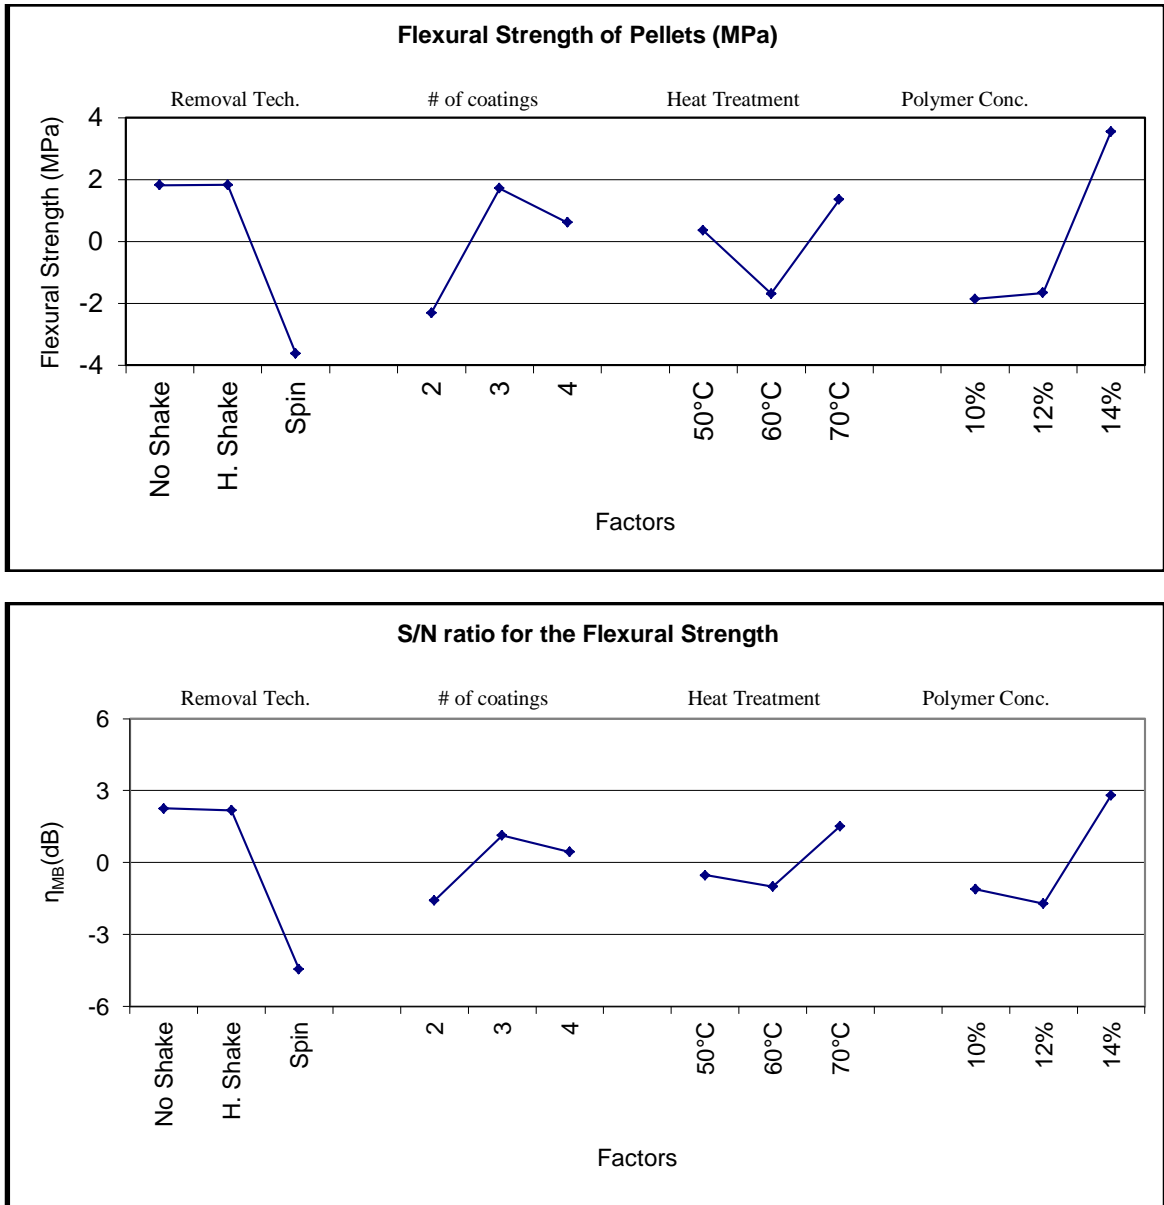 Flexural Strength of Pellets (MPa)
Removal Tech. # of coatings Heat Treatment Polymer Conc.
Flexural Strength (MPa)
4
2
0
-2
-4
No Shake H. Shake Spin 2 3 4 50°C 60°C 70°C 10% 12% 14%
Factors
S/N ratio for the Flexural Strength
Removal Tech. # of coatings Heat Treatment Polymer Conc.
ηMB(dB)
6
3
0
-3
-6
No Shake H. Shake Spin 2 3 4 50°C 60°C 70°C 10% 12% 14%
Factors